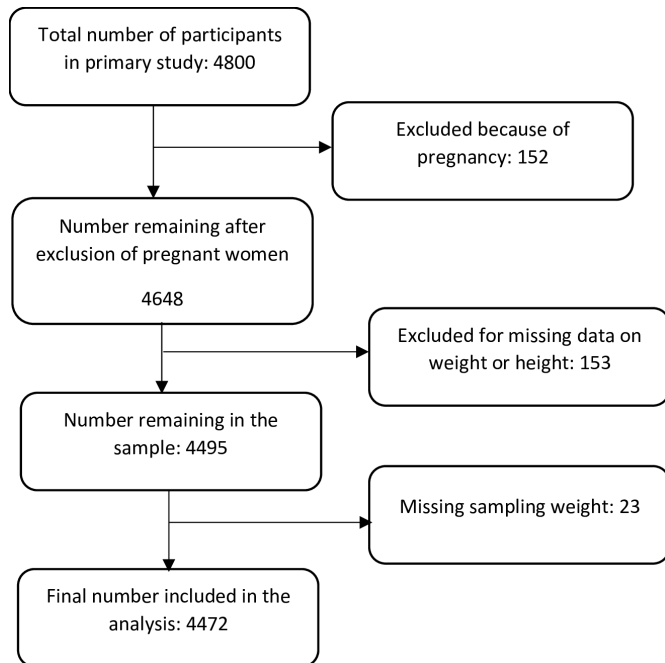 Total number of participants
in primary study: 4800
Excluded because of
pregnancy: 152
Number remaining after
exclusion of pregnant women
4648
Excluded for missing data on
weight or height: 153
Number remaining in the
sample: 4495
Missing sampling weight: 23
Final number included in the
analysis: 4472